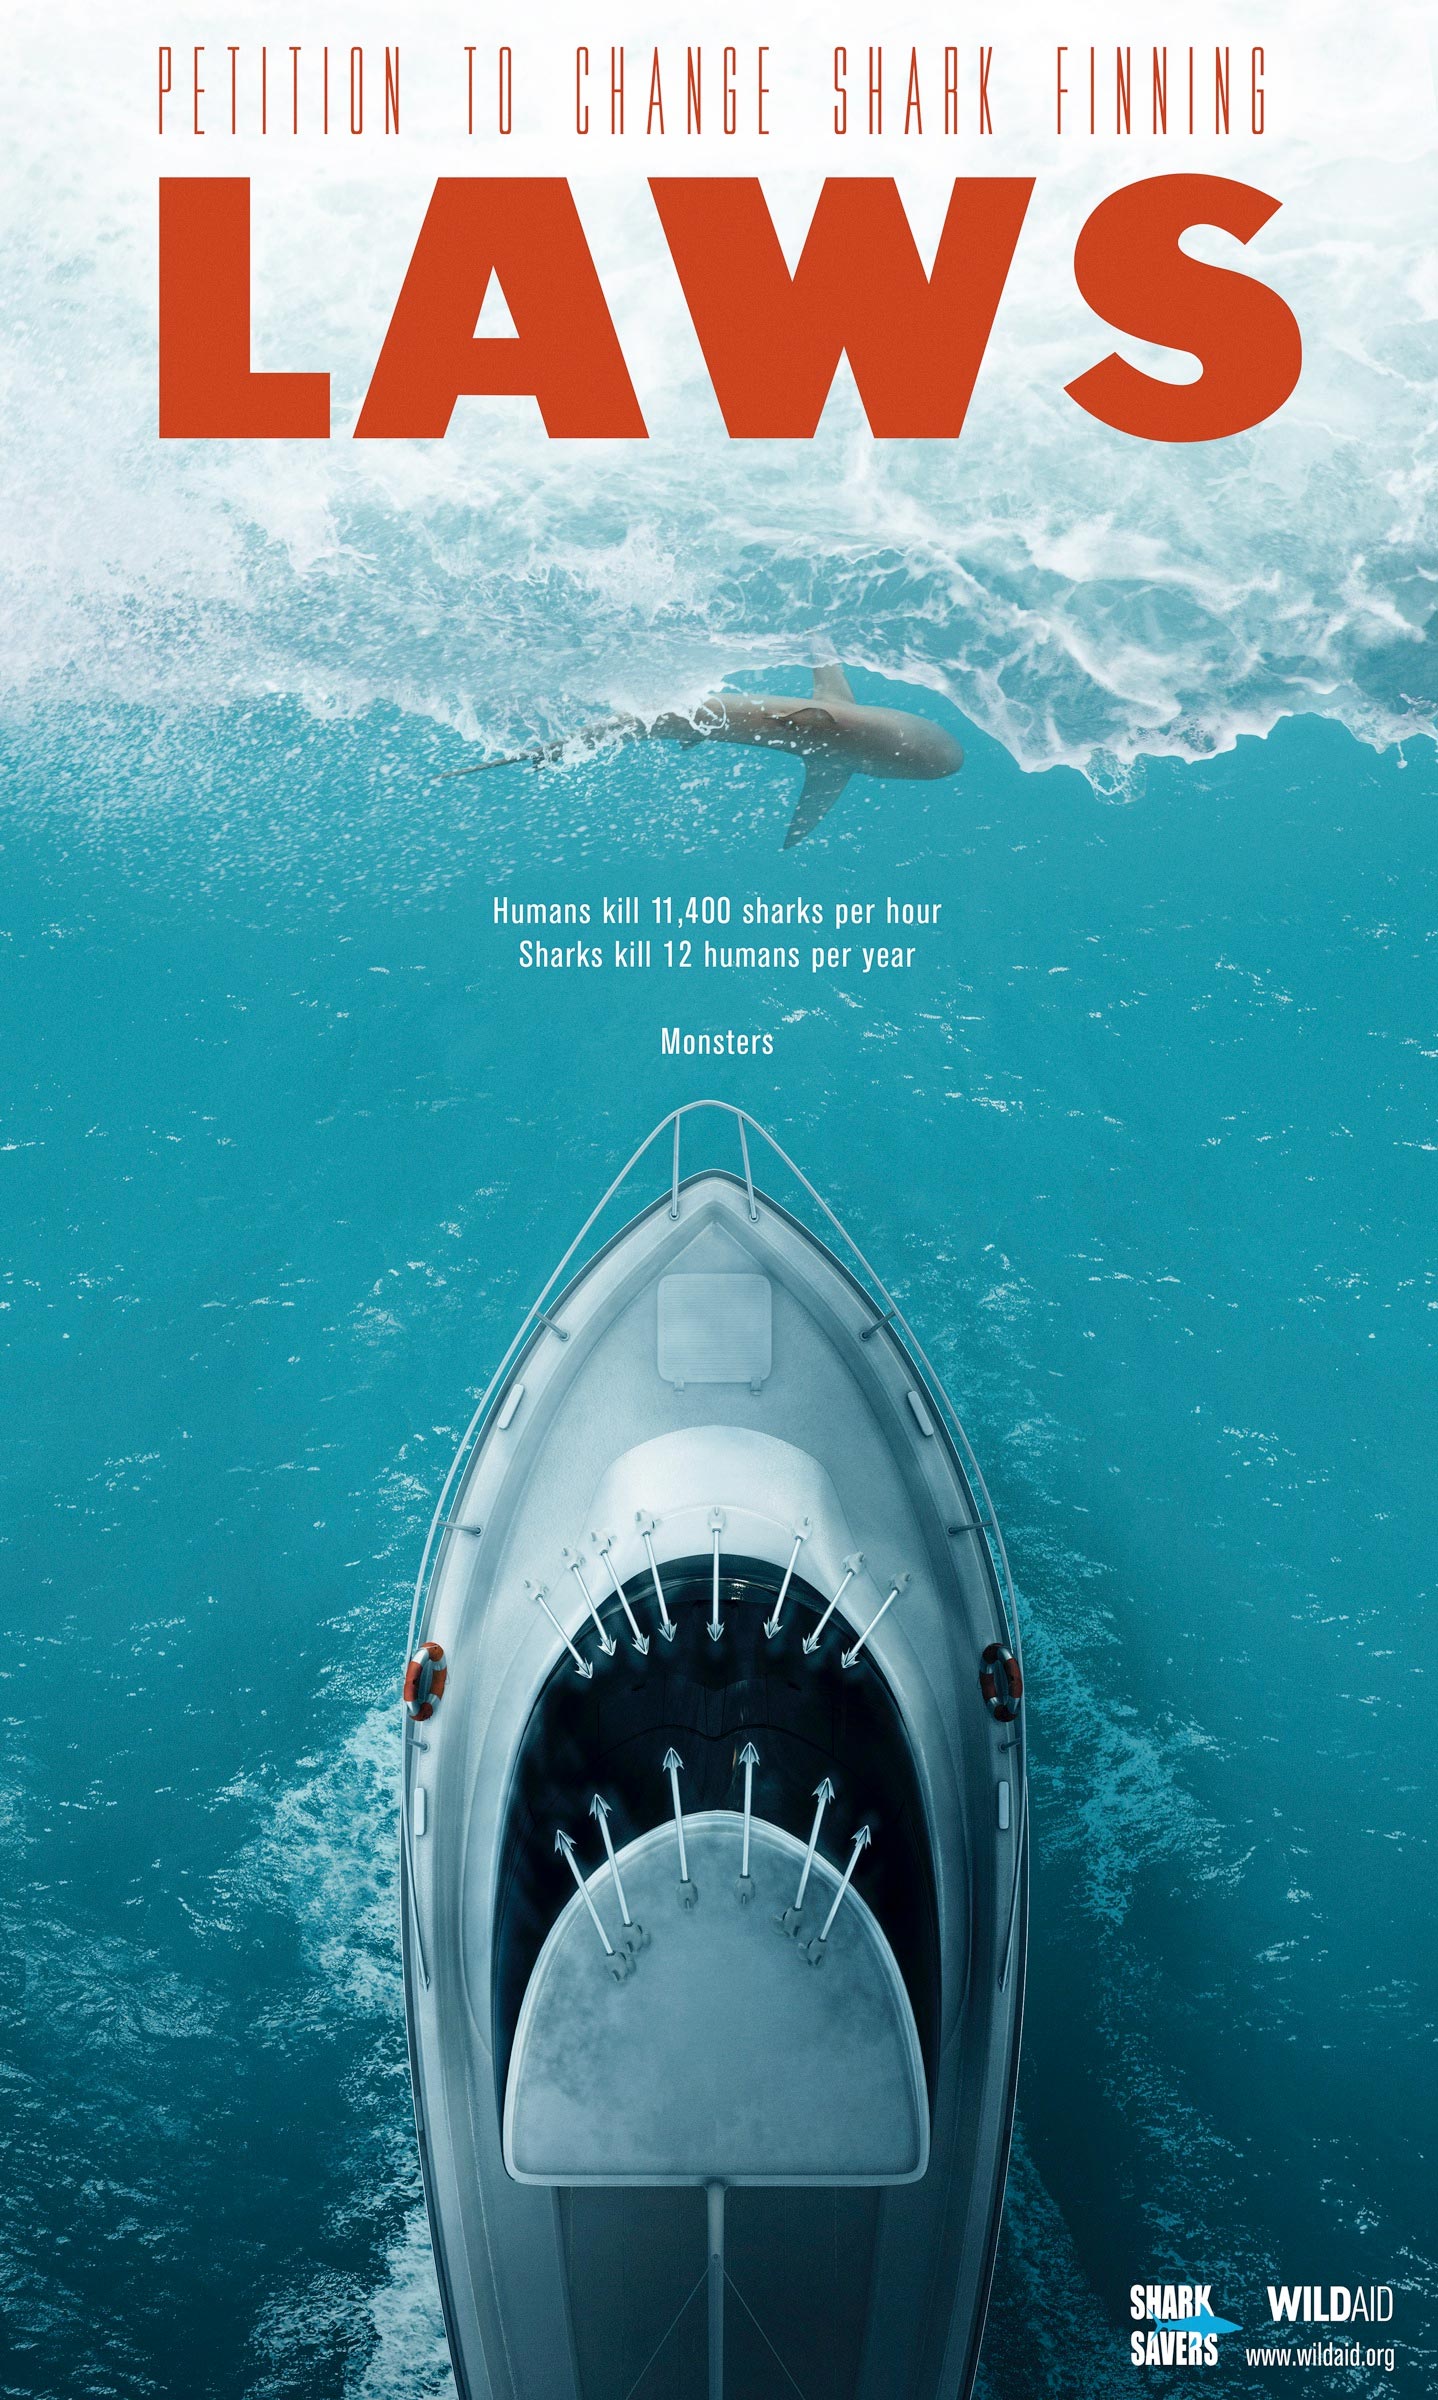 PETITION TO CHANGE SHARK FINNING
LAWS
Humans kill 11,400 sharks per hour
Sharks kill 12 humans per year
Monsters
SHARK
SAVERS
WILDAID
www.wildaid.org